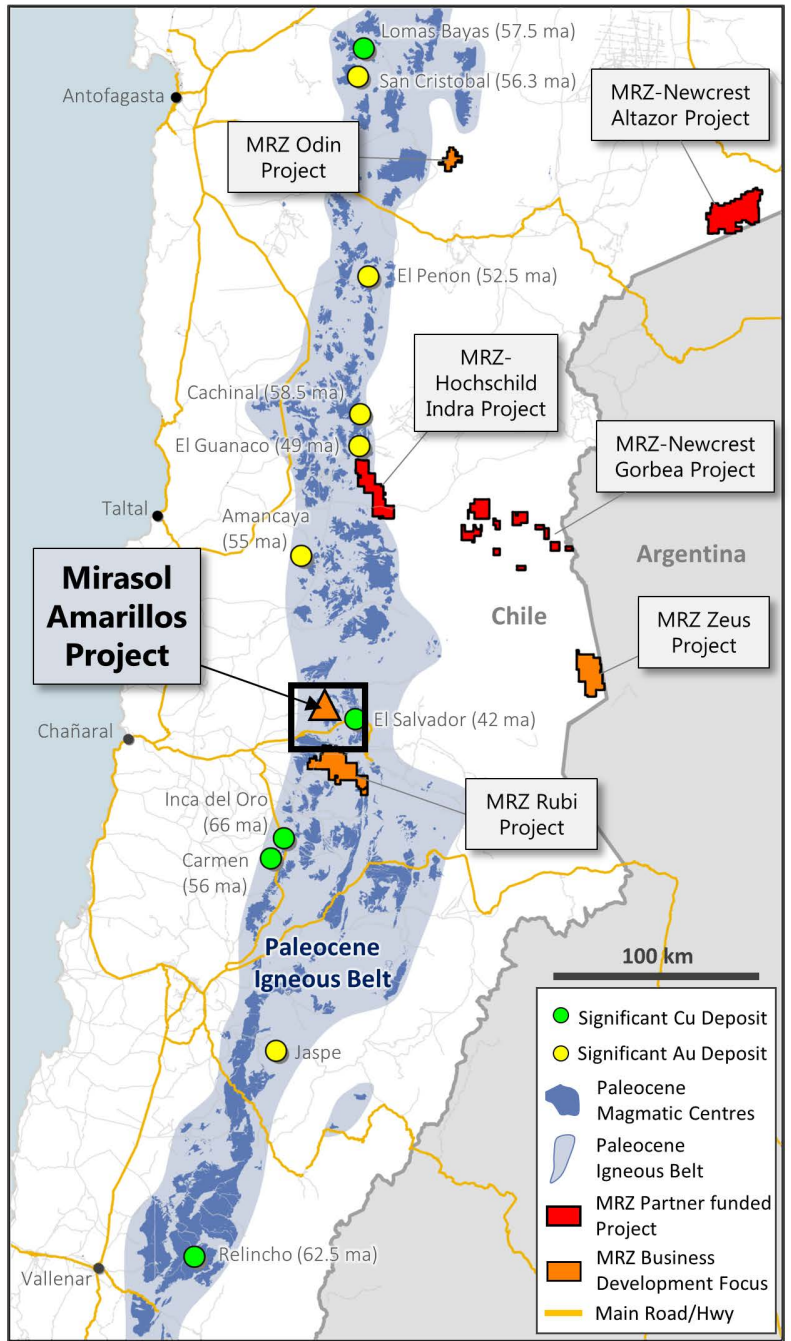 Lomas Bayas (57.5 ma)
San Cristobal (56.3 ma)
Antofagasta
MRZ-Newcrest
Altazor Project
MRZ Odin
Project
El Penon (52.5 ma)
MRZ-
Hochschild
Indra Project
Cachinal (58.5 ma)
El Guanaco (49 ma)
MRZ-Newcrest
Gorbea Project
Taltal
Amancaya
(55 ma)
Argentina
Mirasol
Amarillos
Project
Chile
MRZ Zeus
Project
El Salvador (42 ma)
Chañaral
MRZ Rubi
Project
Inca del Oro
(66 ma)
Carmen
(56 ma)
Paleocene
Igneous Belt
100 km
Jaspe
Relincho (62.5 ma)
Vallenar
Significant Cu Deposit
Significant Au Deposit
Paleocene
Magmatic Centres
Paleocene
Igneous Belt
MRZ Partner funded
Project
MRZ Business
Development Focus
Main Road/Hwy